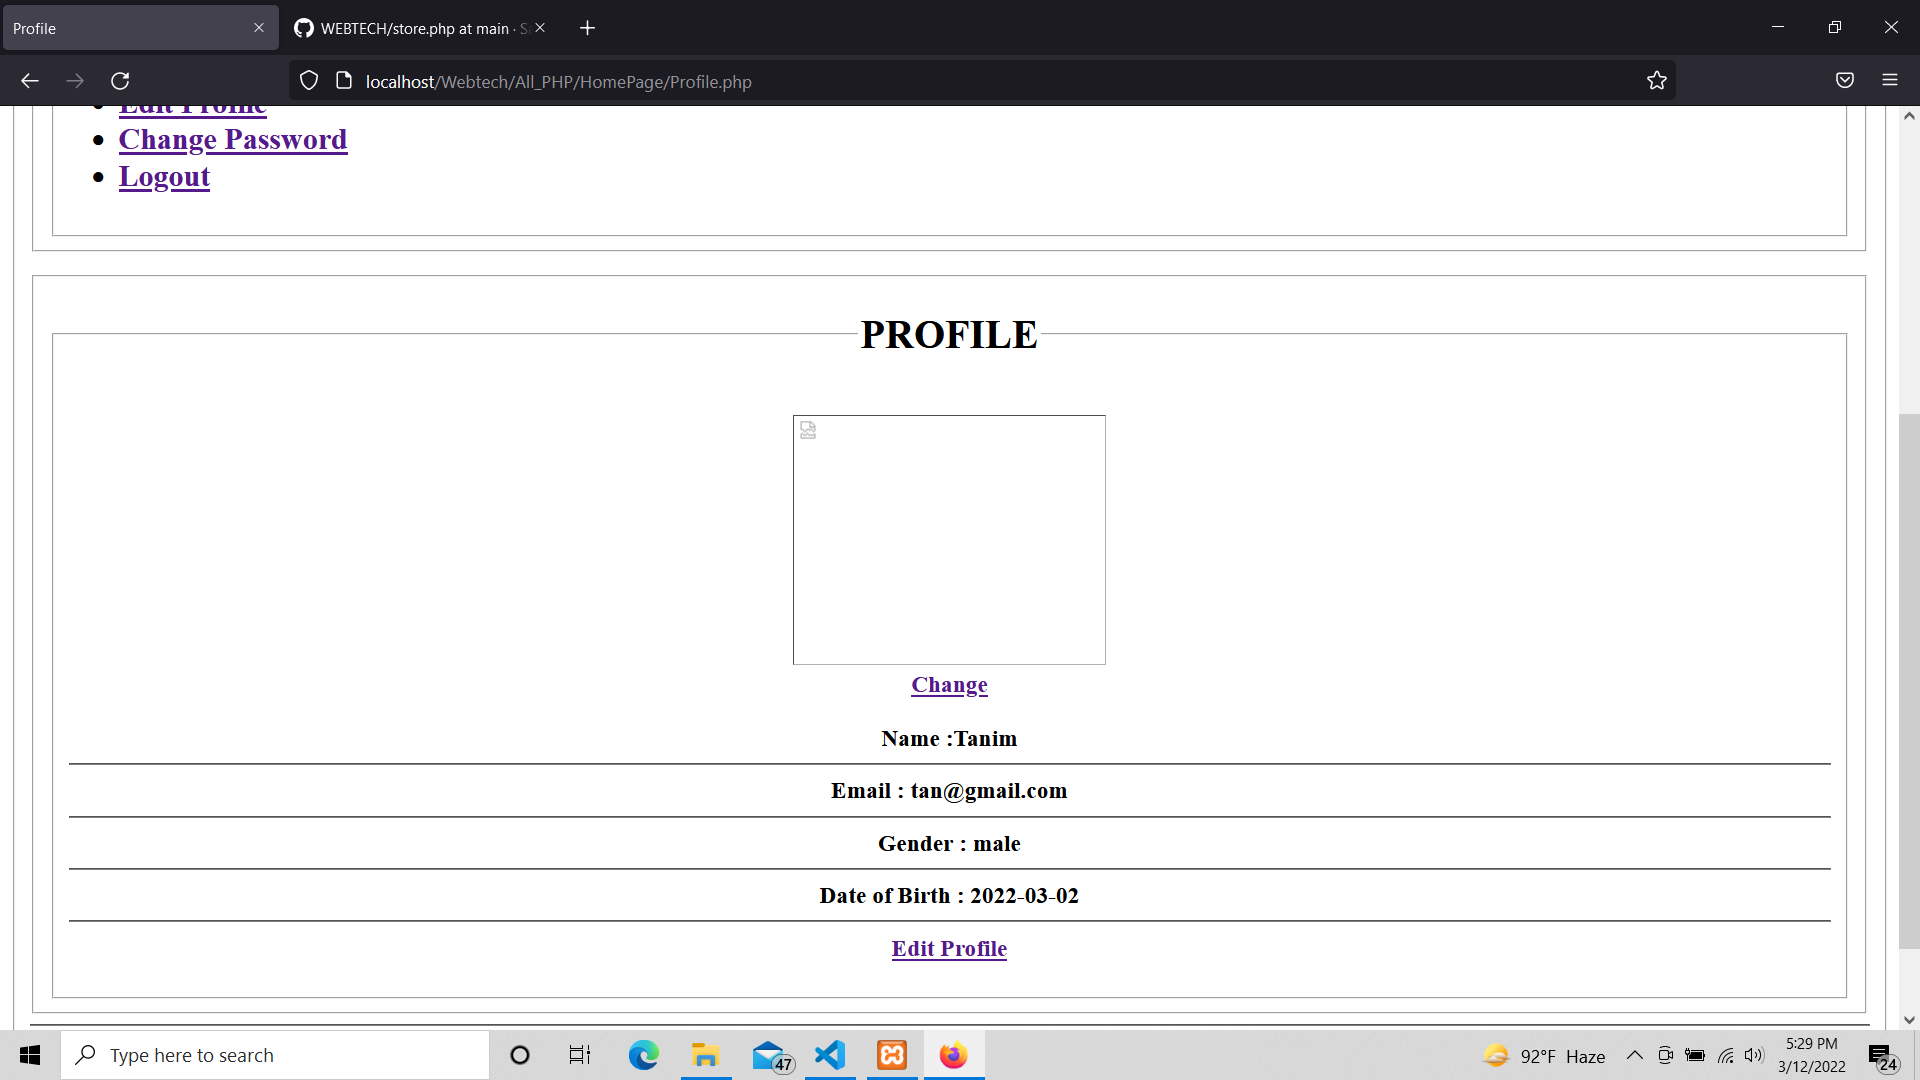 Profile
WEBTECH/store.php at main · S
localhost/Webtech/All_PHP/HomePage/Profile.php
Edit Profile
Change Password
Logout
PROFILE
Change
Name :Tanim
Email : tan@gmail.com
Gender : male
Date of Birth : 2022-03-02
Edit Profile
Type here to search
47
92°F Haze
5:29 PM
3/12/2022
24